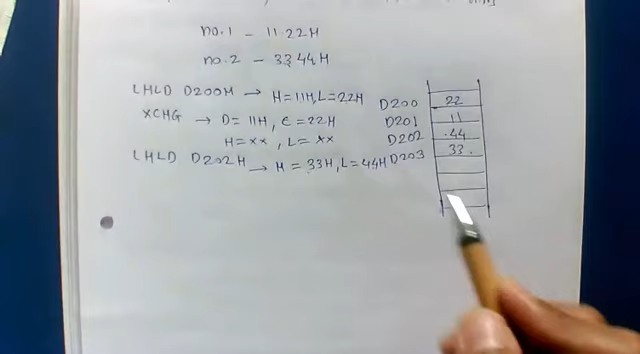 no.1 - 1122H
no.2 - 3344H
LHLD D200H → H=11H, L=22H
XCHG → D=11H, E=22H
H=xx, L=xx
LHLD D202H → H = 33H, L=44H
D200 22
D201 11
D202 44
D203 33